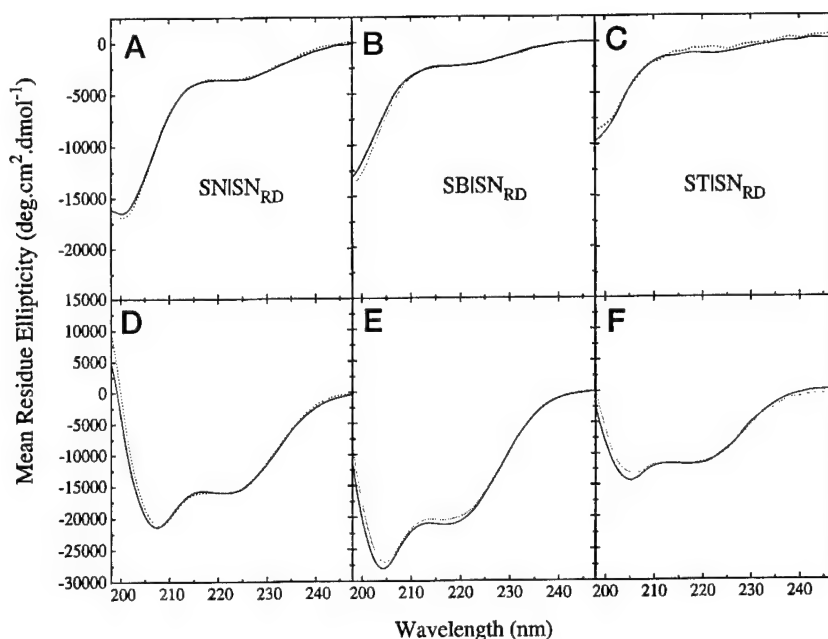 A
B
C
0
-5000
-10000
-15000
-20000
SN|SN_RD
SB|SN_RD
ST|SN_RD
Mean Residue Ellipticity (deg.cm².dmol⁻¹)
15000
10000
5000
0
-5000
-10000
-15000
-20000
-25000
-30000
D
E
F
200 210 220 230 240 200 210 220 230 240 200 210 220 230 240
Wavelength (nm)